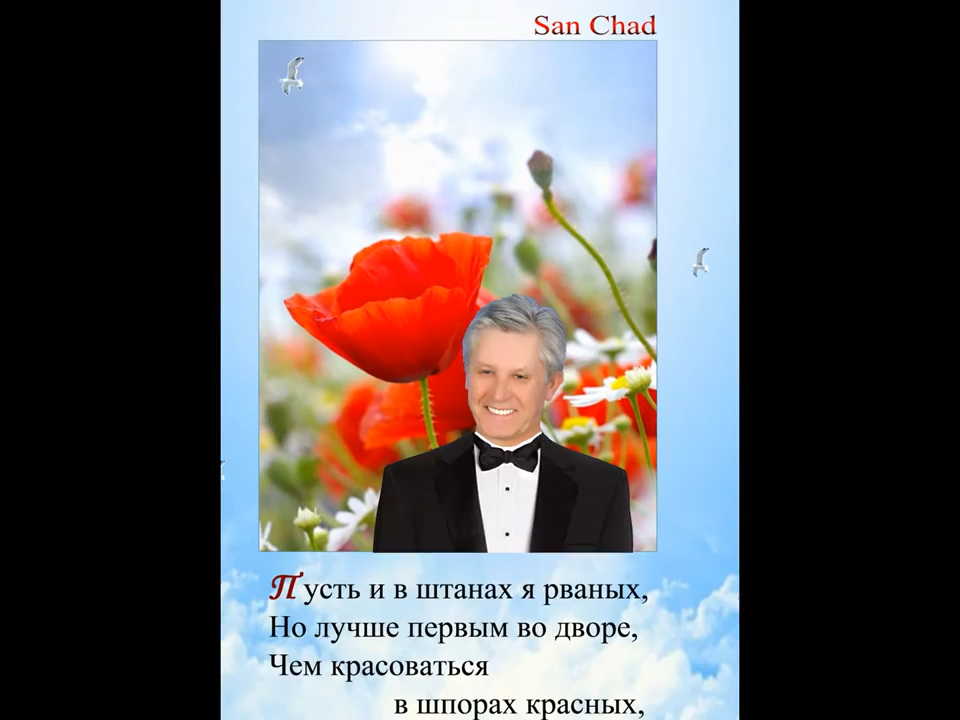 San Chad
Пусть и в штанах я рваных,
Но лучше первым во дворе,
Чем красоваться
в шпорах красных,